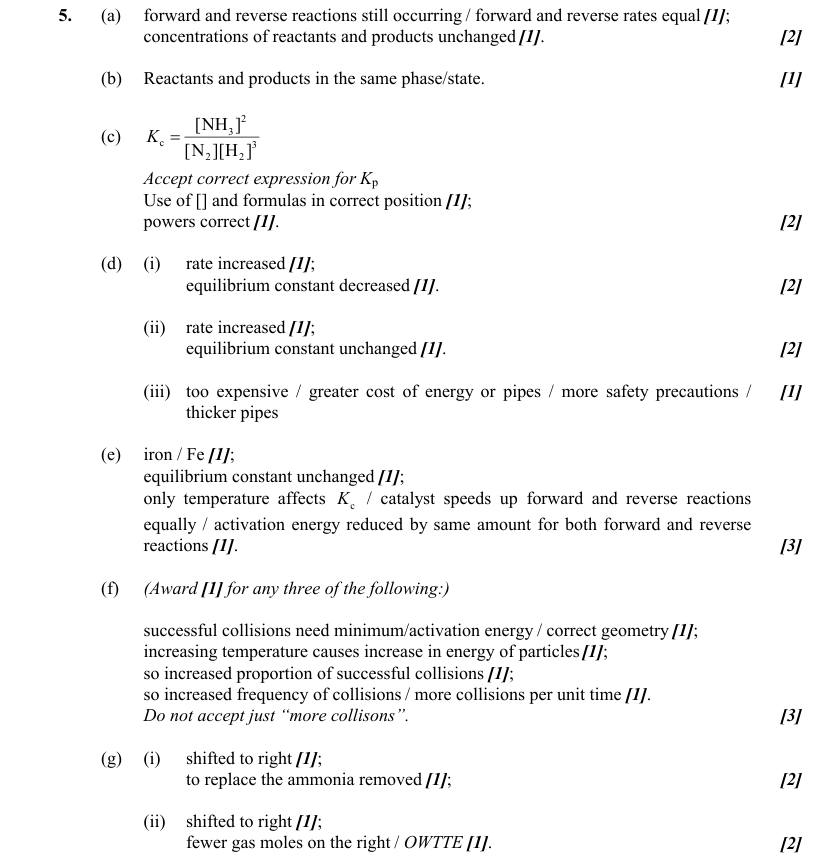 5. (a) forward and reverse reactions still occurring / forward and reverse rates equal [1];
concentrations of reactants and products unchanged [1]. [2]
(b) Reactants and products in the same phase/state. [1]
(c) K_c = [NH_3]^2 / [N_2][H_2]^3
Accept correct expression for K_p
Use of [] and formulas in correct position [1];
powers correct [1]. [2]
(d) (i) rate increased [1];
equilibrium constant decreased [1]. [2]
(ii) rate increased [1];
equilibrium constant unchanged [1]. [2]
(iii) too expensive / greater cost of energy or pipes / more safety precautions / [1]
thicker pipes
(e) iron / Fe [1];
equilibrium constant unchanged [1];
only temperature affects K_c / catalyst speeds up forward and reverse reactions
equally / activation energy reduced by same amount for both forward and reverse
reactions [1]. [3]
(f) (Award [1] for any three of the following:)
successful collisions need minimum/activation energy / correct geometry [1];
increasing temperature causes increase in energy of particles [1];
so increased proportion of successful collisions [1];
so increased frequency of collisions / more collisions per unit time [1].
Do not accept just “more collisons”. [3]
(g) (i) shifted to right [1];
to replace the ammonia removed [1]; [2]
(ii) shifted to right [1];
fewer gas moles on the right / OWTTE [1]. [2]